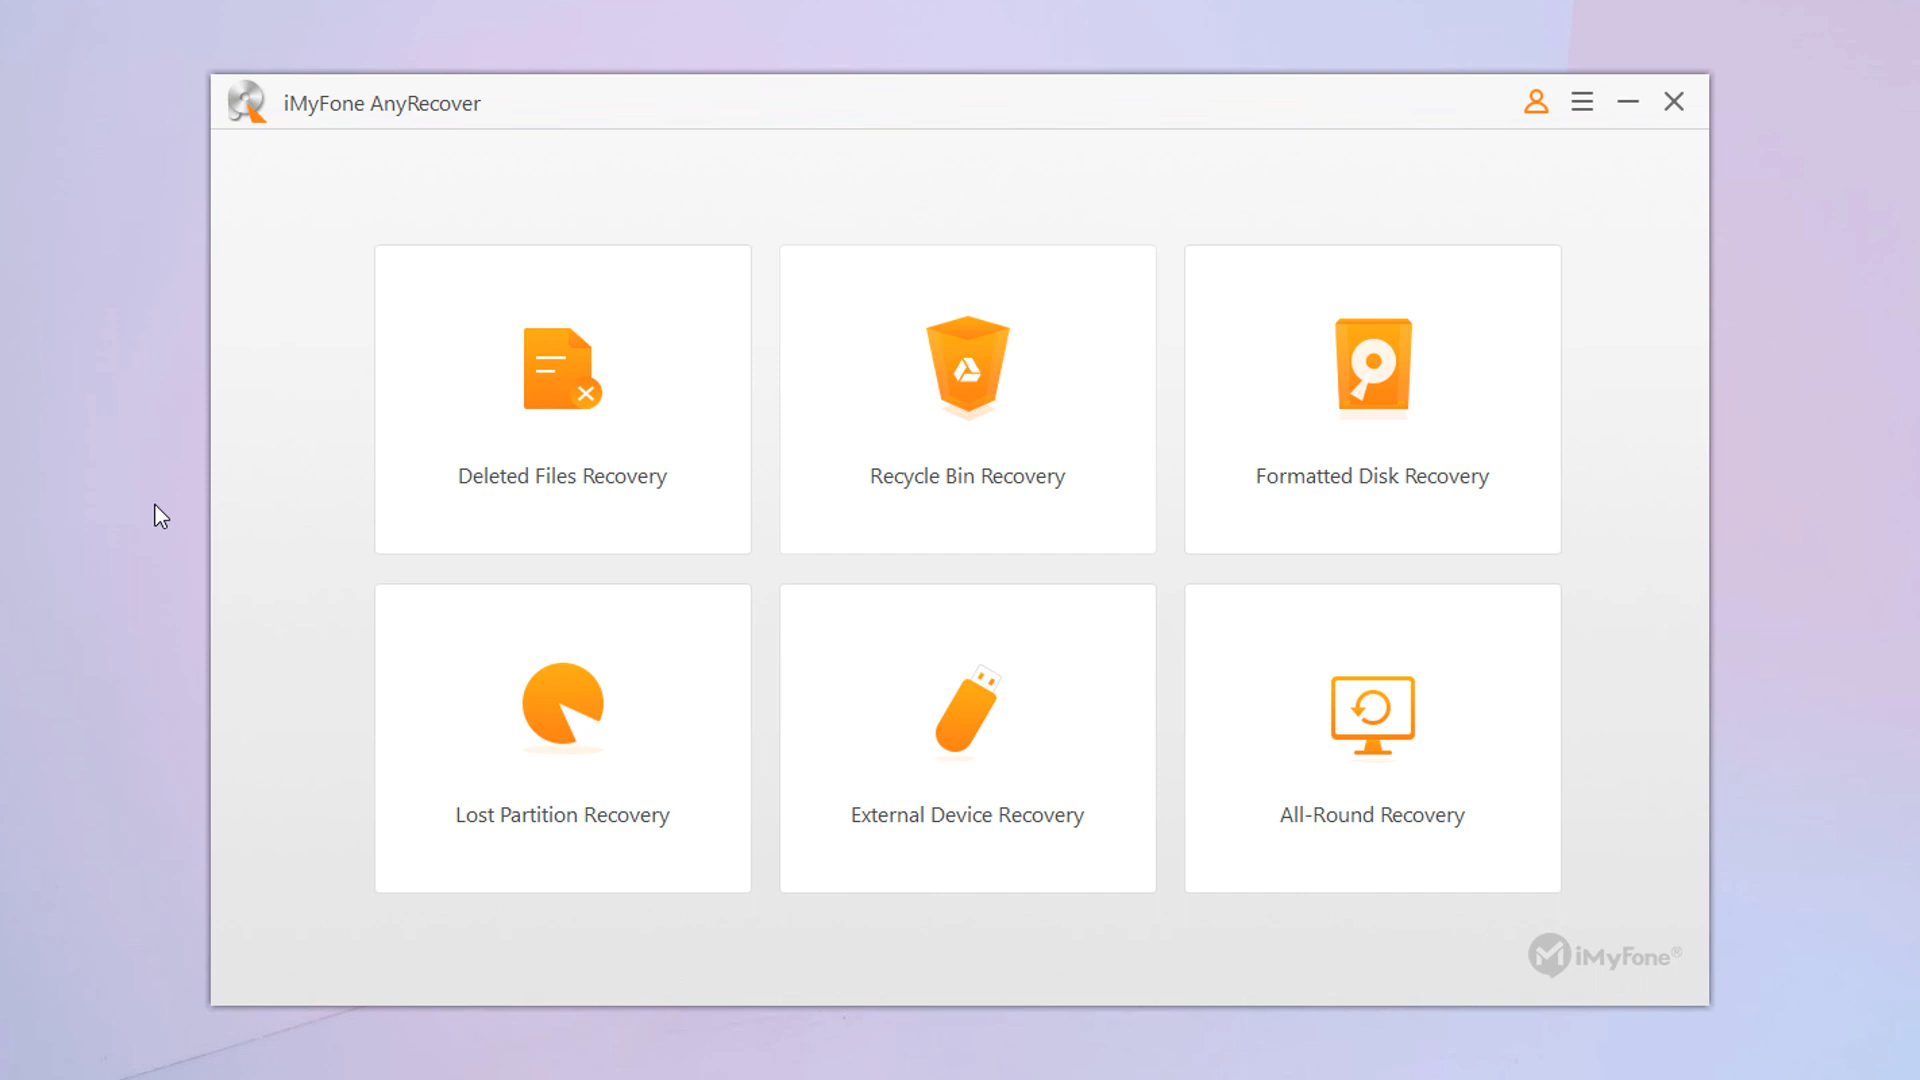 iMyFone AnyRecover
Deleted Files Recovery
Recycle Bin Recovery
Formatted Disk Recovery
Lost Partition Recovery
External Device Recovery
All-Round Recovery
iMyFone®